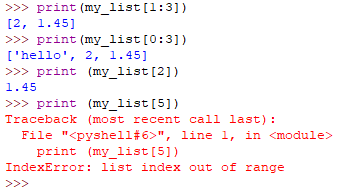 >>> print(my_list[1:3])
[2, 1.45]
>>> print(my_list[0:3])
['hello', 2, 1.45]
>>> print (my_list[2])
1.45
>>> print (my_list[5])
Traceback (most recent call last):
  File "<pyshell#6>", line 1, in <module>
    print (my_list[5])
IndexError: list index out of range
>>>